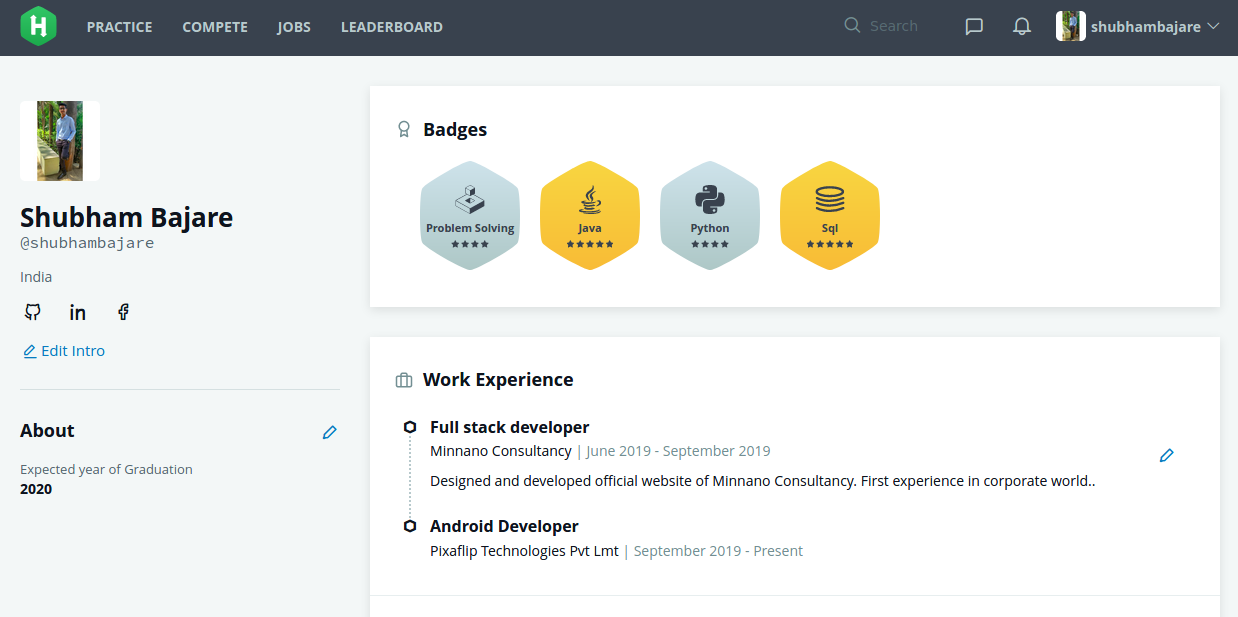 H PRACTICE COMPETE JOBS LEADERBOARD Search shubhambajare
Shubham Bajare
@shubhambajare
India
in
Edit Intro
About
Expected year of Graduation
2020
Badges
Problem Solving
Java
Python
Sql
Work Experience
Full stack developer
Minnano Consultancy | June 2019 - September 2019
Designed and developed official website of Minnano Consultancy. First experience in corporate world..
Android Developer
Pixaflip Technologies Pvt Lmt | September 2019 - Present